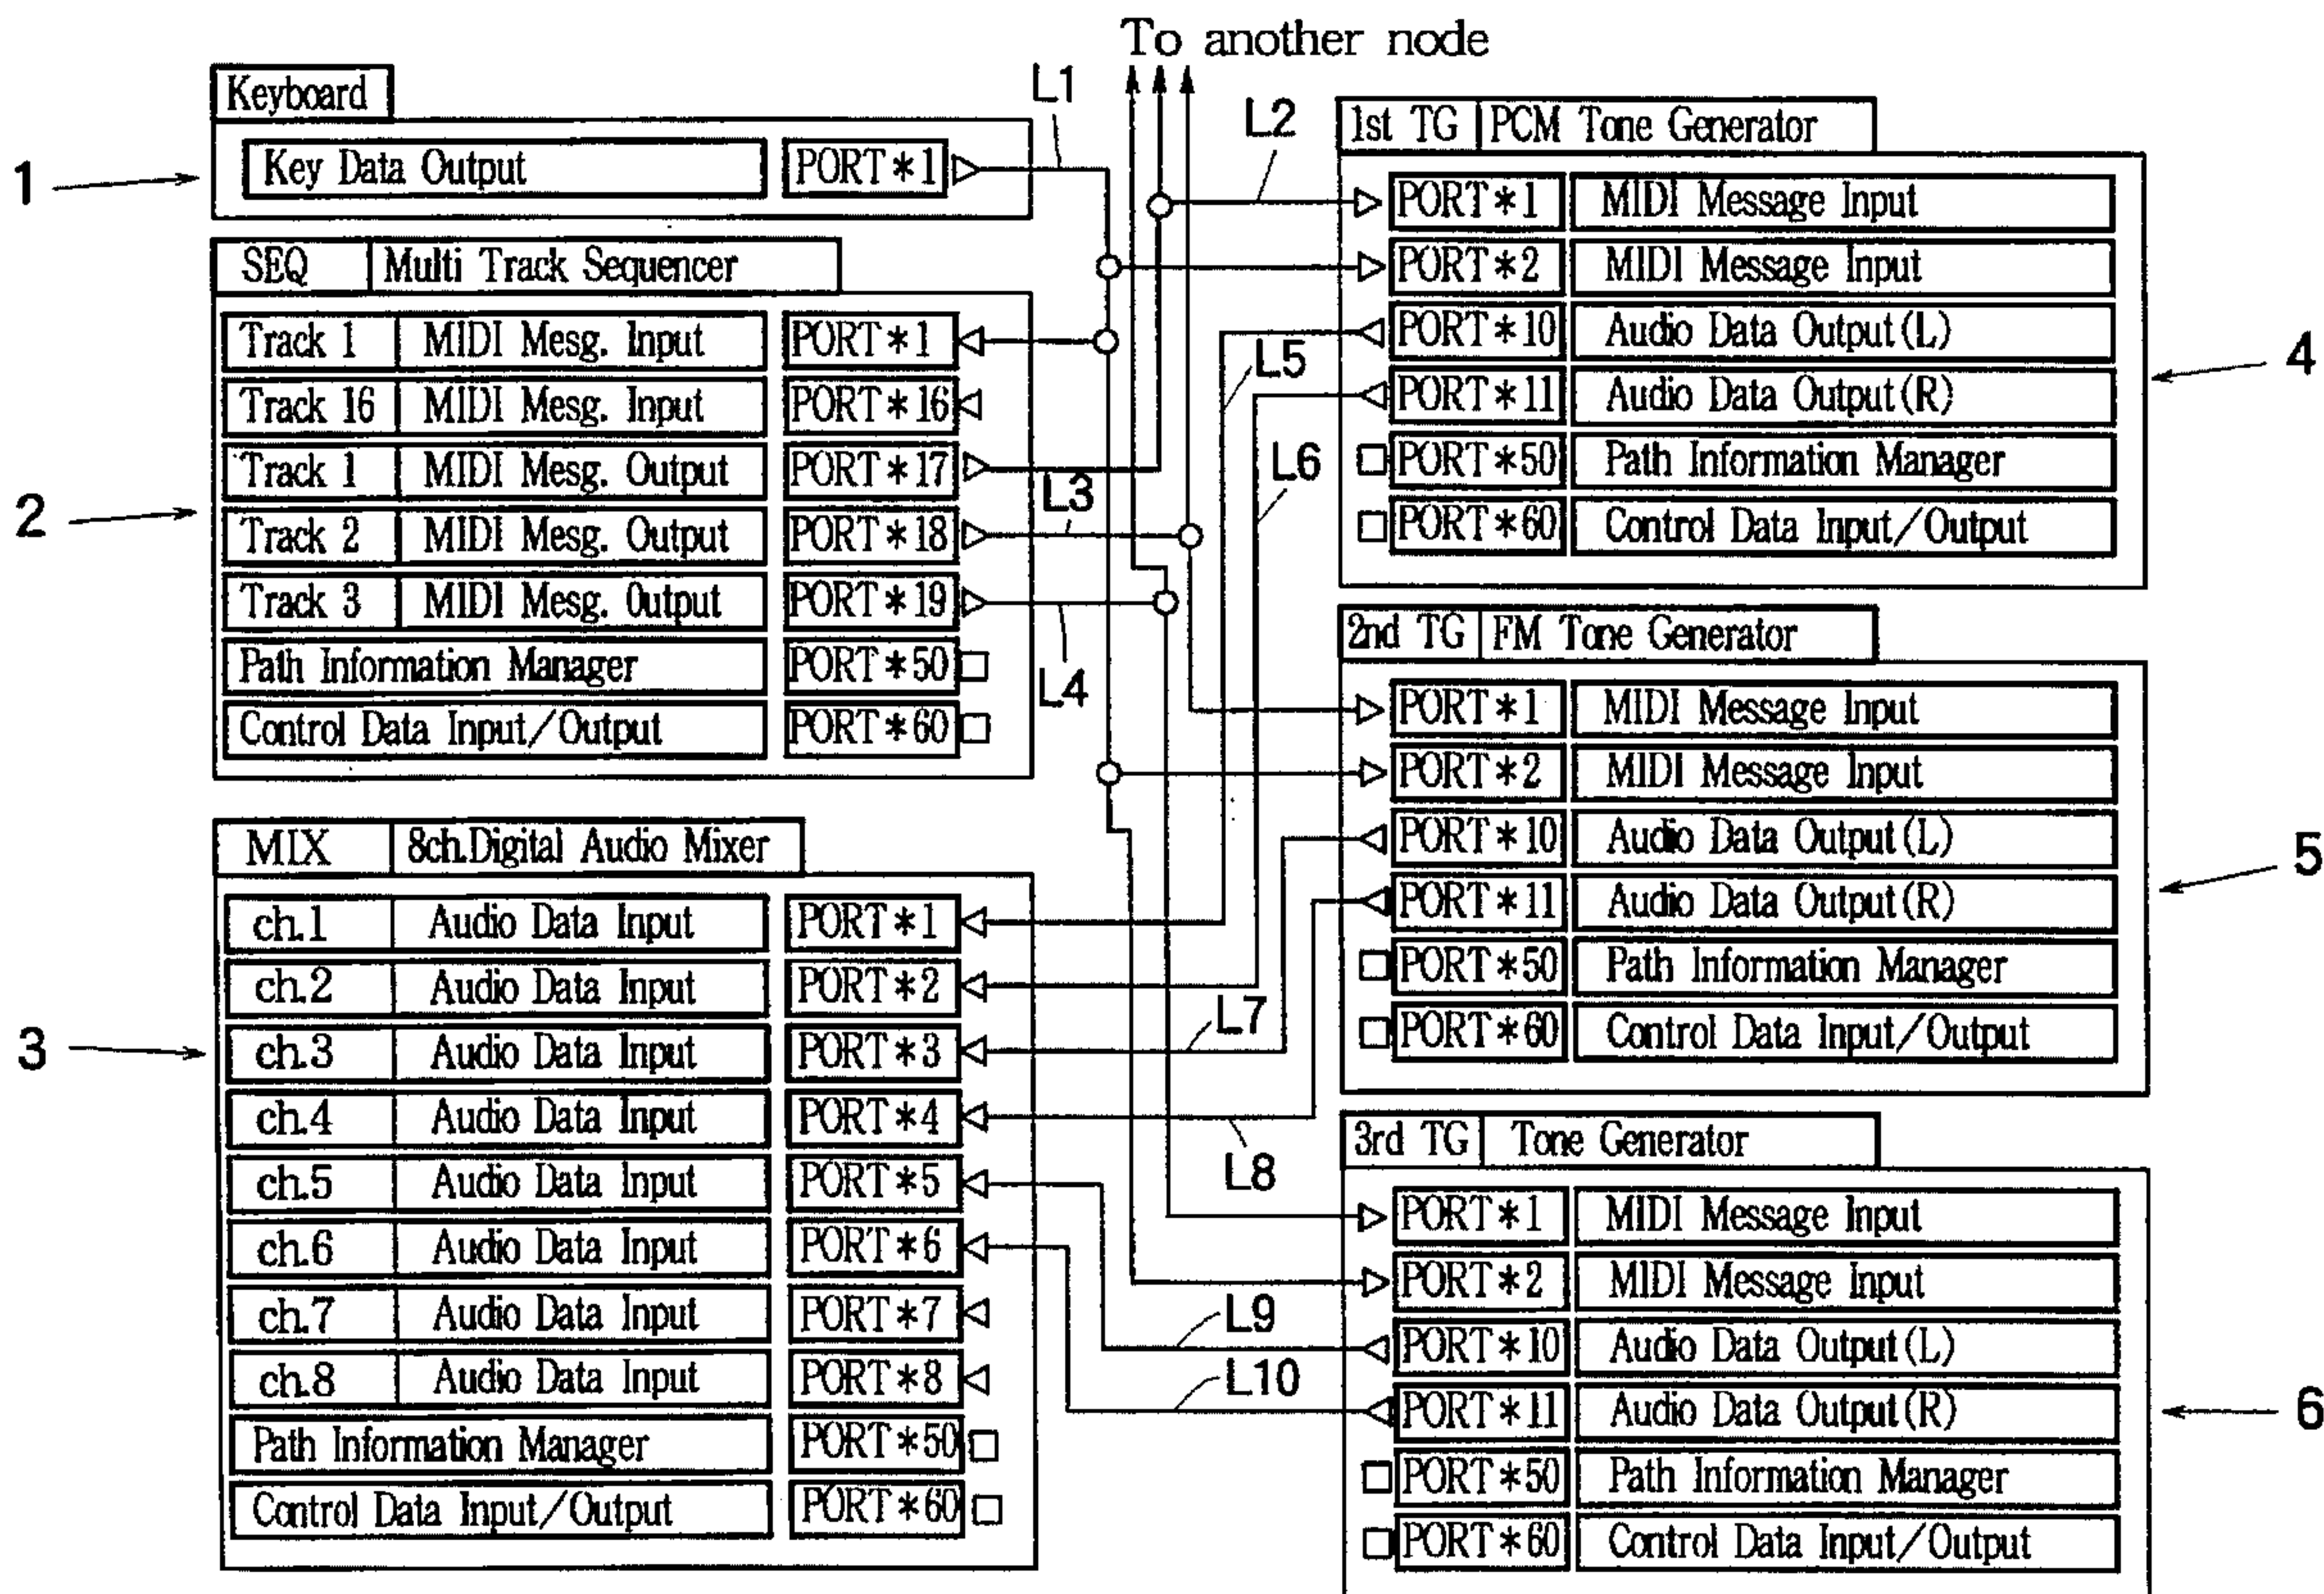 To another node
Keyboard
Key Data Output PORT*1
1
SEQ Multi Track Sequencer
Track 1 MIDI Mesg. Input PORT*1
Track 16 MIDI Mesg. Input PORT*16
Track 1 MIDI Mesg. Output PORT*17
Track 2 MIDI Mesg. Output PORT*18
Track 3 MIDI Mesg. Output PORT*19
Path Information Manager PORT*50
Control Data Input/Output PORT*60
2
MIX 8ch.Digital Audio Mixer
ch.1 Audio Data Input PORT*1
ch.2 Audio Data Input PORT*2
ch.3 Audio Data Input PORT*3
ch.4 Audio Data Input PORT*4
ch.5 Audio Data Input PORT*5
ch.6 Audio Data Input PORT*6
ch.7 Audio Data Input PORT*7
ch.8 Audio Data Input PORT*8
Path Information Manager PORT*50
Control Data Input/Output PORT*60
3
L1
L2
L3
L4
L5
L6
L7
L8
L9
L10
1st TG PCM Tone Generator
PORT*1 MIDI Message Input
PORT*2 MIDI Message Input
PORT*10 Audio Data Output(L)
PORT*11 Audio Data Output(R)
PORT*50 Path Information Manager
PORT*60 Control Data Input/Output
4
2nd TG FM Tone Generator
PORT*1 MIDI Message Input
PORT*2 MIDI Message Input
PORT*10 Audio Data Output(L)
PORT*11 Audio Data Output(R)
PORT*50 Path Information Manager
PORT*60 Control Data Input/Output
5
3rd TG Tone Generator
PORT*1 MIDI Message Input
PORT*2 MIDI Message Input
PORT*10 Audio Data Output(L)
PORT*11 Audio Data Output(R)
PORT*50 Path Information Manager
PORT*60 Control Data Input/Output
6